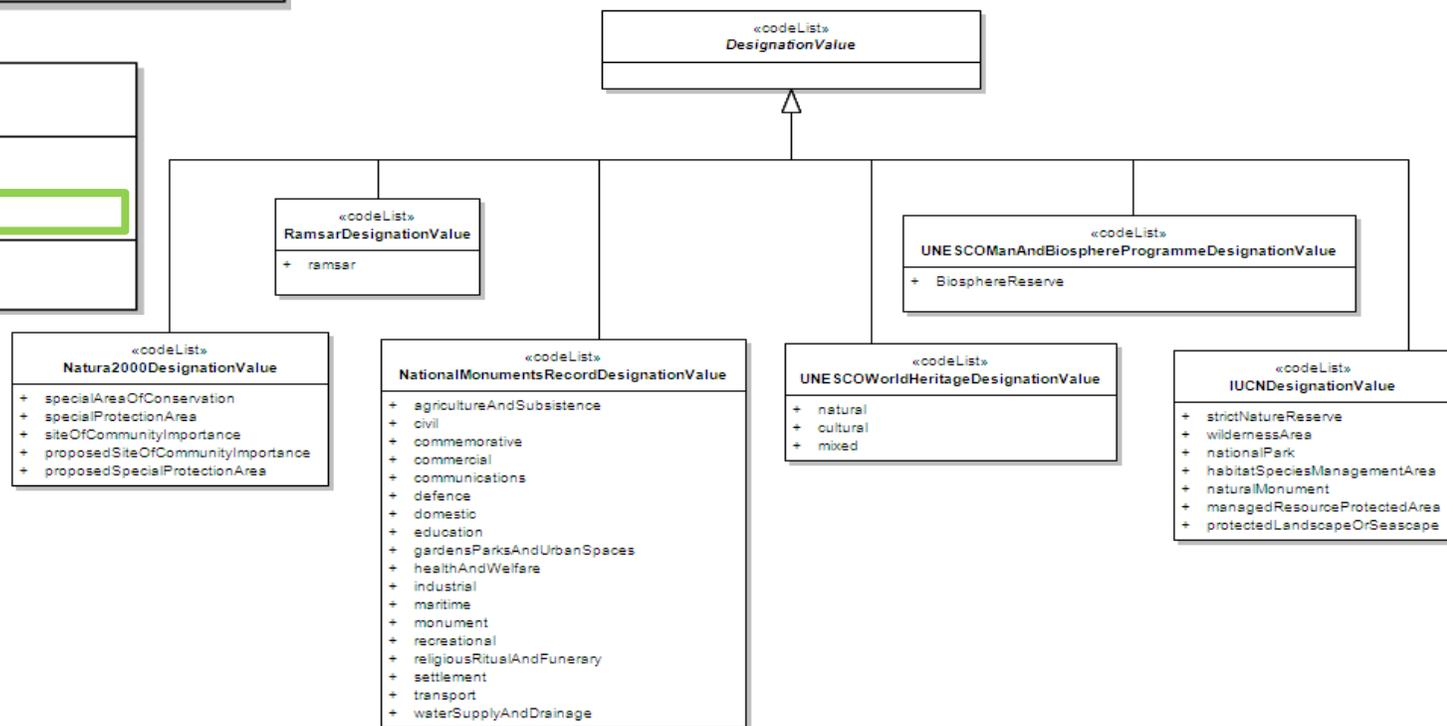 «codeList»
DesignationValue
«codeList»
RamsarDesignationValue
+ ramsar
«codeList»
UNESCOManAndBiosphereProgrammeDesignationValue
+ BiosphereReserve
«codeList»
Natura2000DesignationValue
+ specialAreaOfConservation
+ specialProtectionArea
+ siteOfCommunityImportance
+ proposedSiteOfCommunityImportance
+ proposedSpecialProtectionArea
«codeList»
NationalMonumentsRecordDesignationValue
+ agricultureAndSubsistence
+ civil
+ commemorative
+ commercial
+ communications
+ defence
+ domestic
+ education
+ gardensParksAndUrbanSpaces
+ healthAndWelfare
+ industrial
+ maritime
+ monument
+ recreational
+ religiousRitualAndFunerary
+ settlement
+ transport
+ waterSupplyAndDrainage
«codeList»
UNESCOWorldHeritageDesignationValue
+ natural
+ cultural
+ mixed
«codeList»
IUCNDesignationValue
+ strictNatureReserve
+ wildernessArea
+ nationalPark
+ habitatSpeciesManagementArea
+ naturalMonument
+ managedResourceProtectedArea
+ protectedLandscapeOrSeascape